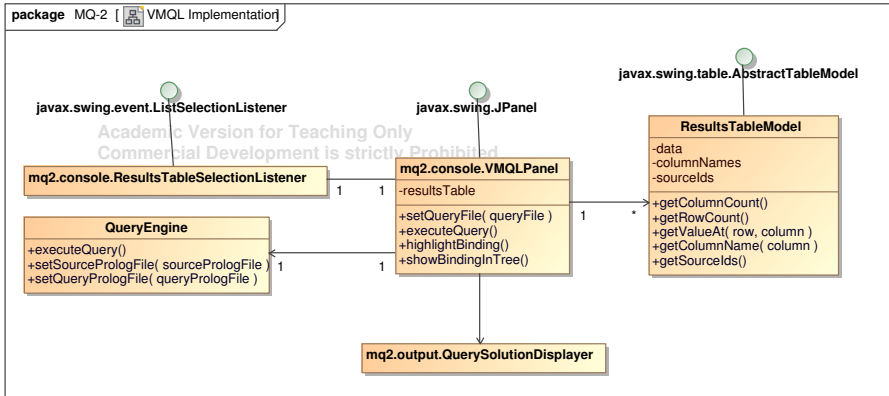 package MQ-2 [ VMQL Implementation]
javax.swing.table.AbstractTableModel
javax.swing.event.ListSelectionListener
javax.swing.JPanel
Academic Version for Teaching Only
Commercial Development is strictly Prohibited
ResultsTableModel
-data
-columnNames
-sourceIds
+getColumnCount()
+getRowCount()
+getValueAt( row, column )
+getColumnName( column )
+getSourceIds()
mq2.console.ResultsTableSelectionListener
1 1
mq2.console.VMQLPanel
-resultsTable
+setQueryFile( queryFile )
+executeQuery()
+highlightBinding()
+showBindingInTree()
1 *
QueryEngine
+executeQuery()
+setSourcePrologFile( sourcePrologFile )
+setQueryPrologFile( queryPrologFile )
1 1
mq2.output.QuerySolutionDisplayer